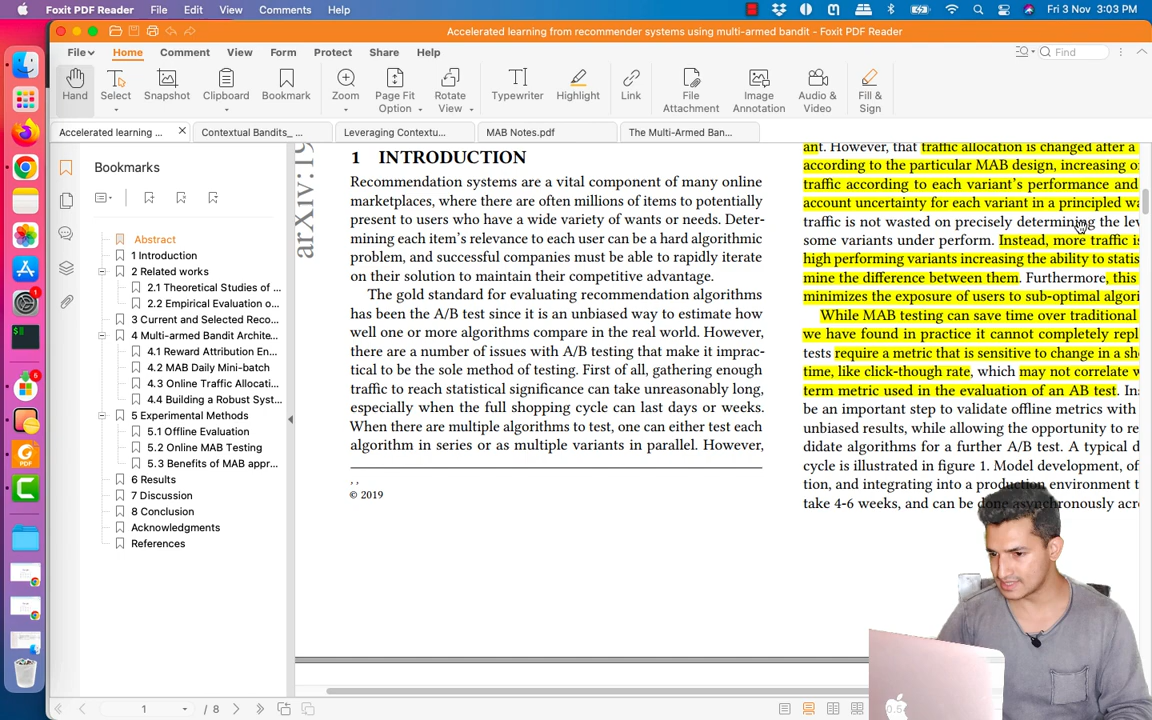 Foxit PDF Reader File Edit View Comments Help Fri 3 Nov 3:03 PM
Accelerated learning from recommender systems using multi-armed bandit - Foxit PDF Reader
File Home Comment View Form Protect Share Help Find
Hand Select Snapshot Clipboard Bookmark Zoom Page Fit Option Rotate View Typewriter Highlight Link File Attachment Image Annotation Audio & Video Fill & Sign
Accelerated learning ... Contextual Bandits_ ... Leveraging Contextu... MAB Notes.pdf The Multi-Armed Ban...
Bookmarks
Abstract
1 Introduction
2 Related works
2.1 Theoretical Studies of ...
2.2 Empirical Evaluation o...
3 Current and Selected Reco...
4 Multi-armed Bandit Archite...
4.1 Reward Attribution En...
4.2 MAB Daily Mini-batch
4.3 Online Traffic Allocati...
4.4 Building a Robust Syst...
5 Experimental Methods
5.1 Offline Evaluation
5.2 Online MAB Testing
5.3 Benefits of MAB appr...
6 Results
7 Discussion
8 Conclusion
Acknowledgments
References
arXiv:19
1 INTRODUCTION
Recommendation systems are a vital component of many online
marketplaces, where there are often millions of items to potentially
present to users who have a wide variety of wants or needs. Deter-
mining each item's relevance to each user can be a hard algorithmic
problem, and successful companies must be able to rapidly iterate
on their solution to maintain their competitive advantage.
The gold standard for evaluating recommendation algorithms
has been the A/B test since it is an unbiased way to estimate how
well one or more algorithms compare in the real world. However,
there are a number of issues with A/B testing that make it imprac-
tical to be the sole method of testing. First of all, gathering enough
traffic to reach statistical significance can take unreasonably long,
especially when the full shopping cycle can last days or weeks.
When there are multiple algorithms to test, one can either test each
algorithm in series or as multiple variants in parallel. However,
, ,
© 2019
ant. However, that traffic allocation is changed after a
according to the particular MAB design, increasing o
traffic according to each variant's performance and
account uncertainty for each variant in a principled wa
traffic is not wasted on precisely determining the lev
some variants under perform. Instead, more traffic is
high performing variants increasing the ability to statis
mine the difference between them. Furthermore, this
minimizes the exposure of users to sub-optimal algori
While MAB testing can save time over traditional
we have found in practice it cannot completely repl
tests require a metric that is sensitive to change in a sh
time, like click-though rate, which may not correlate w
term metric used in the evaluation of an AB test. In
be an important step to validate offline metrics with
unbiased results, while allowing the opportunity to re
didate algorithms for a further A/B test. A typical d
cycle is illustrated in figure 1. Model development, of
tion, and integrating into a production environment t
take 4-6 weeks, and can be done asynchronously acr
1 / 8